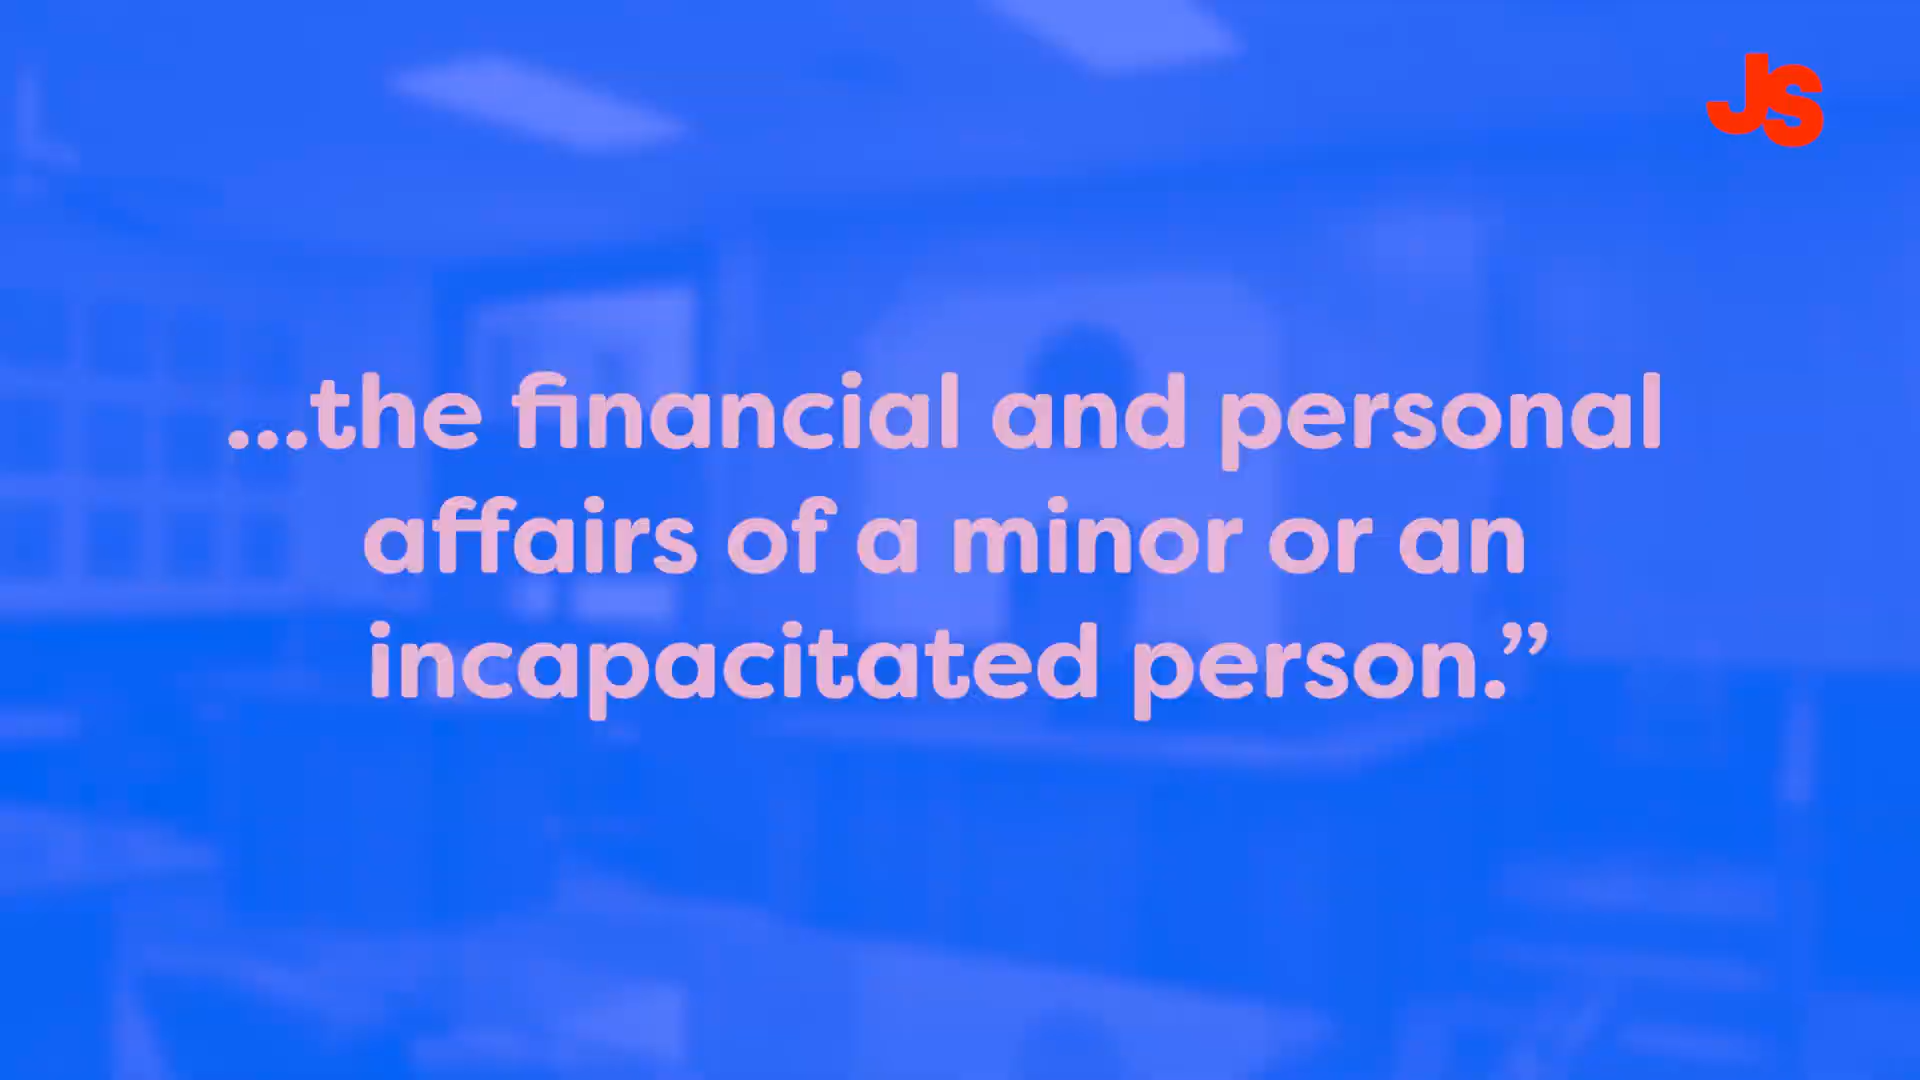 JS
...the financial and personal
affairs of a minor or an
incapacitated person.”